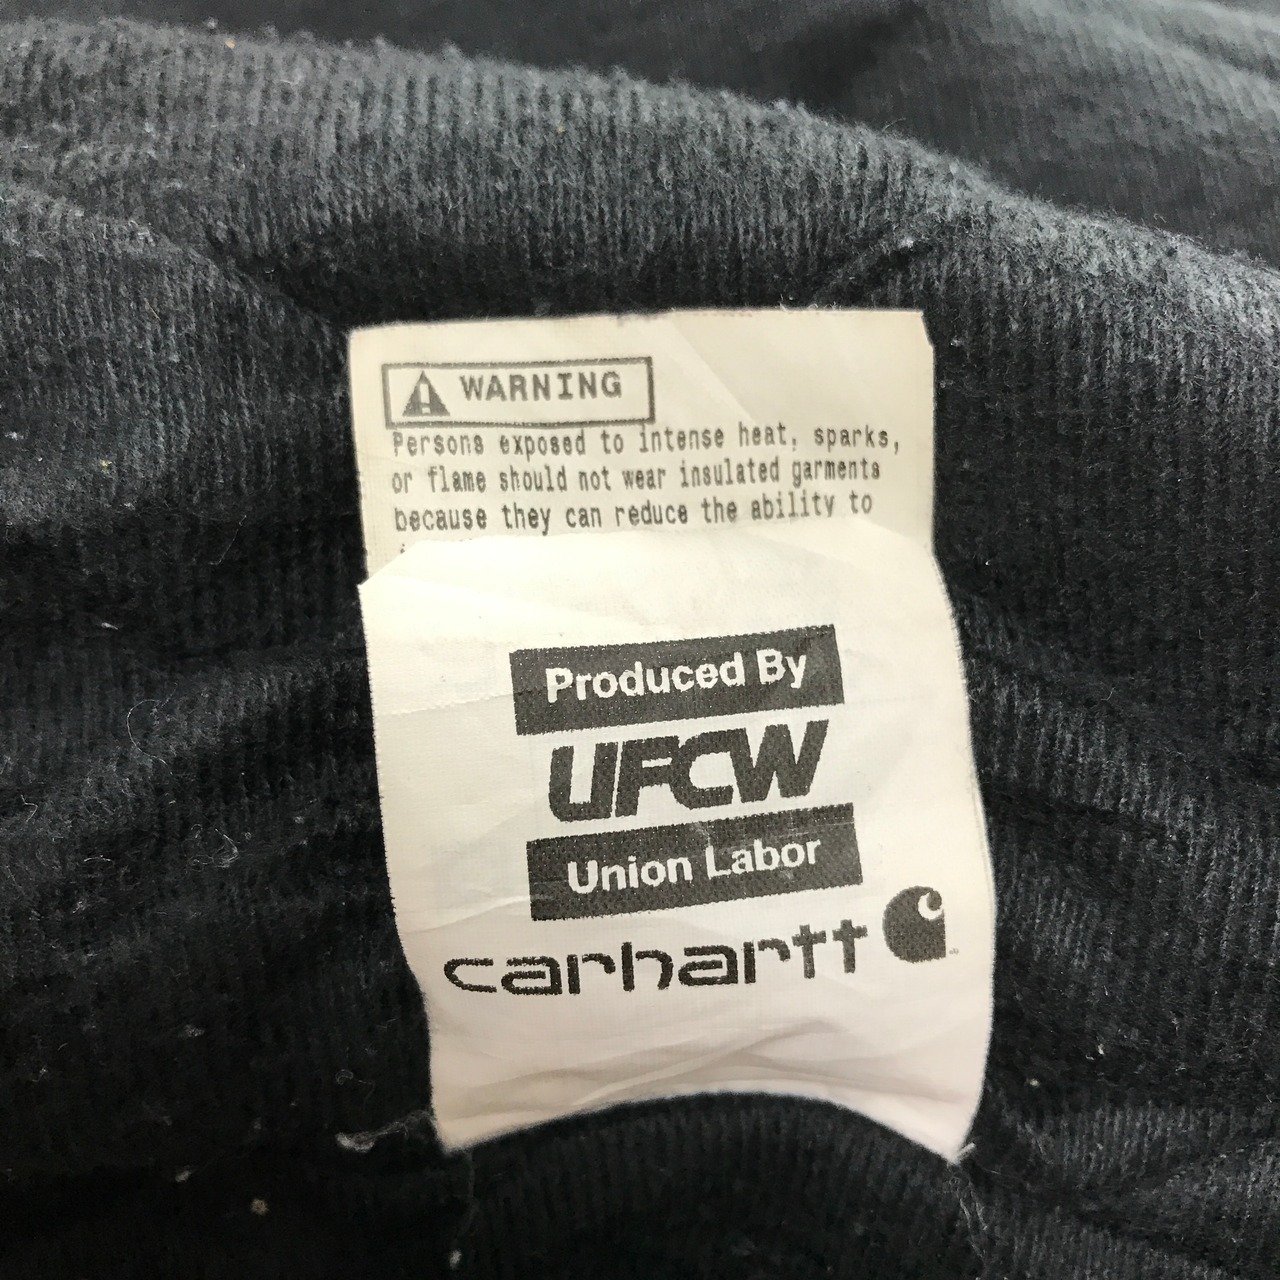 WARNING
Persons exposed to intense heat, sparks,
or flame should not wear insulated garments
because they can reduce the ability to
Produced By
UFCW
Union Labor
carhartt